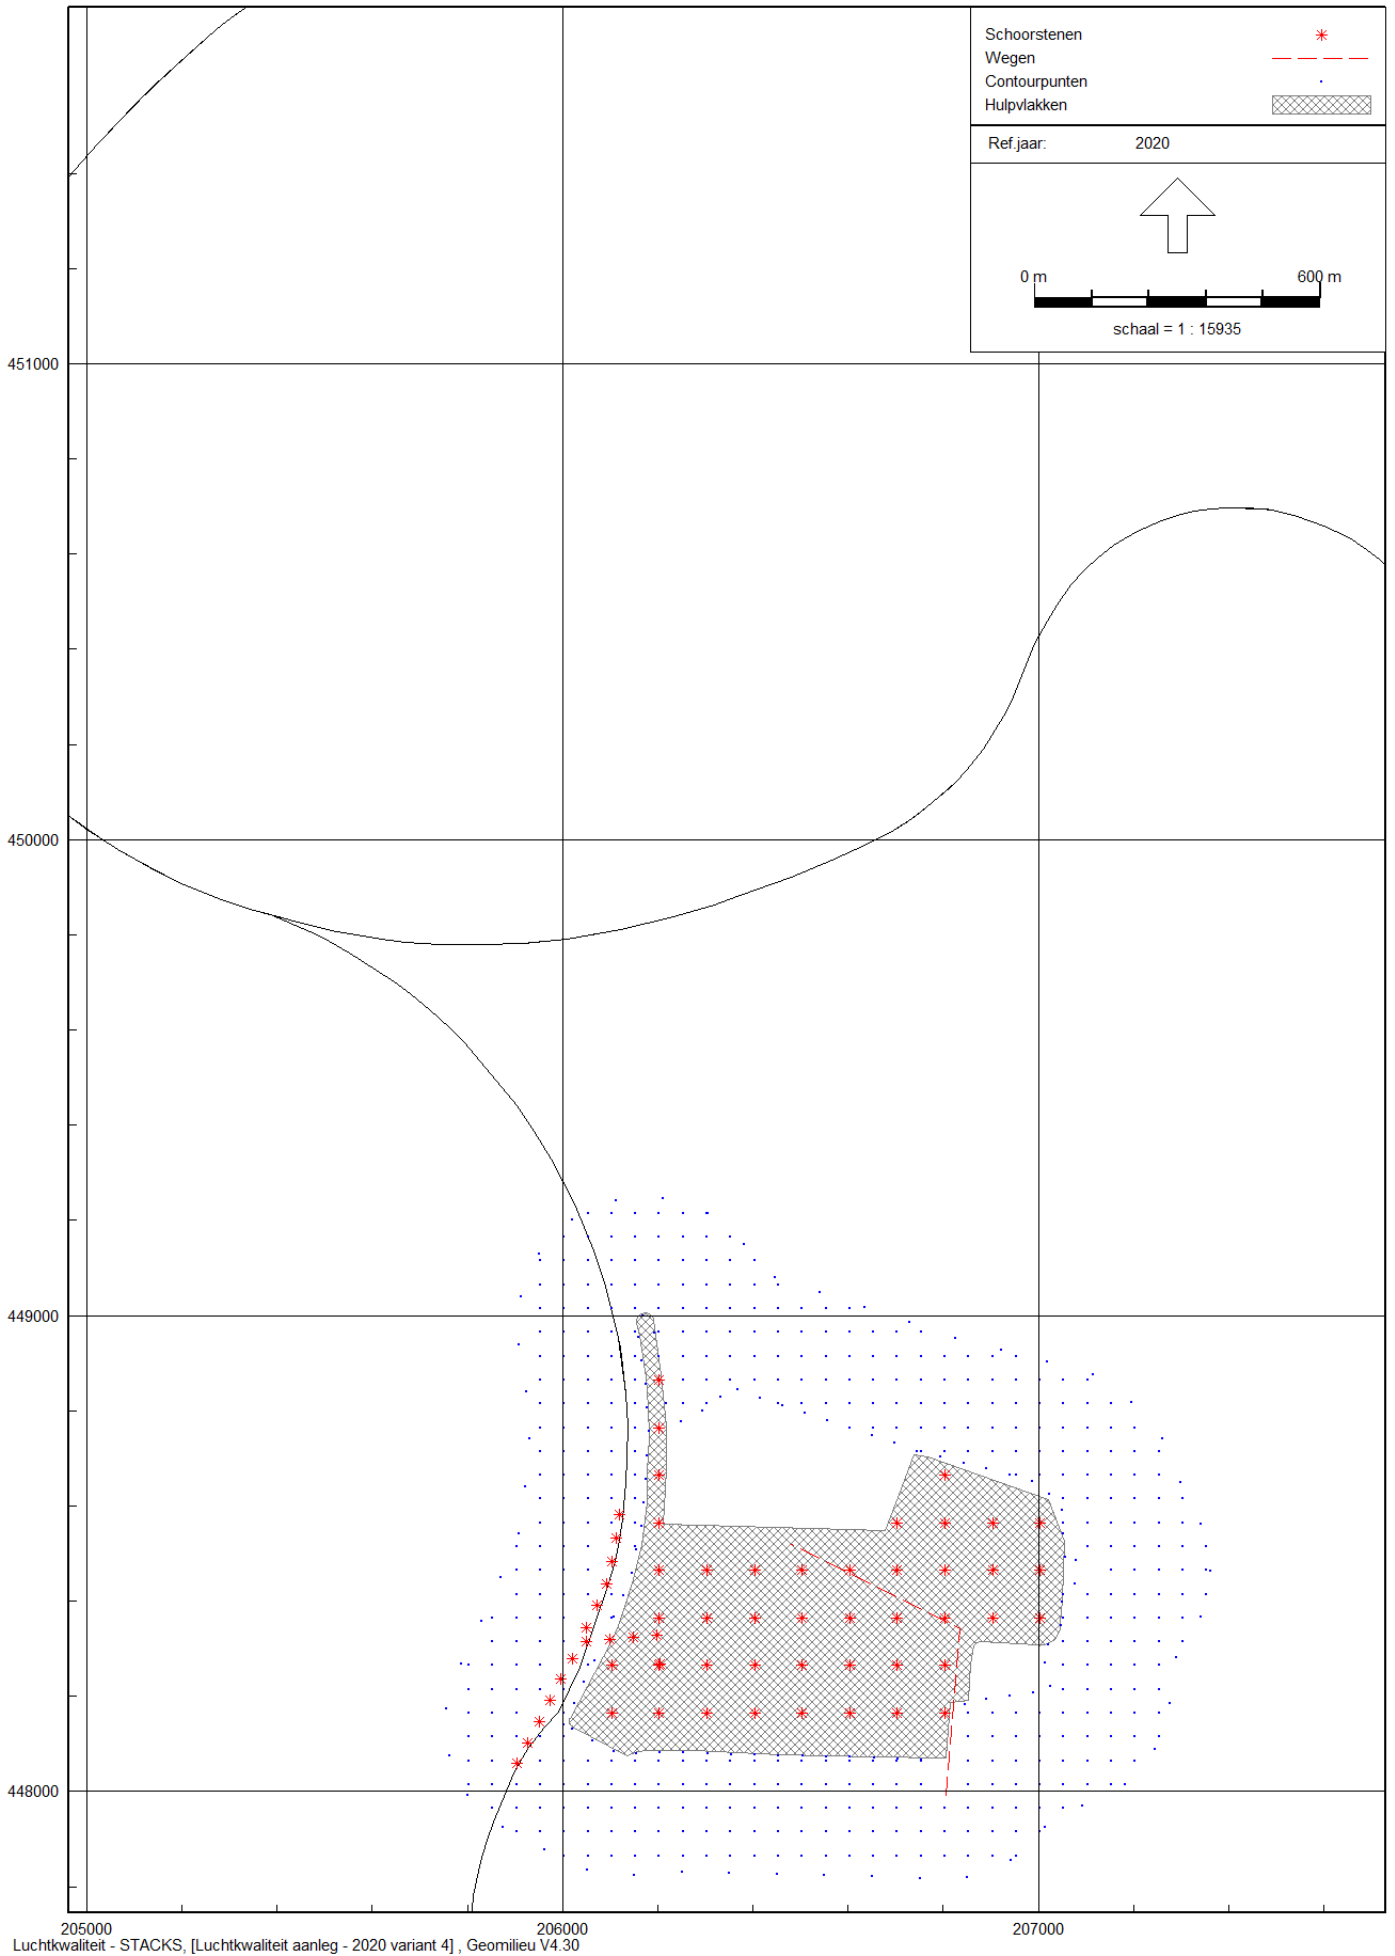 Schoorstenen
Wegen
Contourpunten
Hulpvlakken
Ref.jaar: 2020
0 m 600 m
schaal = 1 : 15935
451000
450000
449000
448000
205000 206000 207000
Luchtkwaliteit - STACKS, [Luchtkwaliteit aanleg - 2020 variant 4] , Geomilieu V4.30